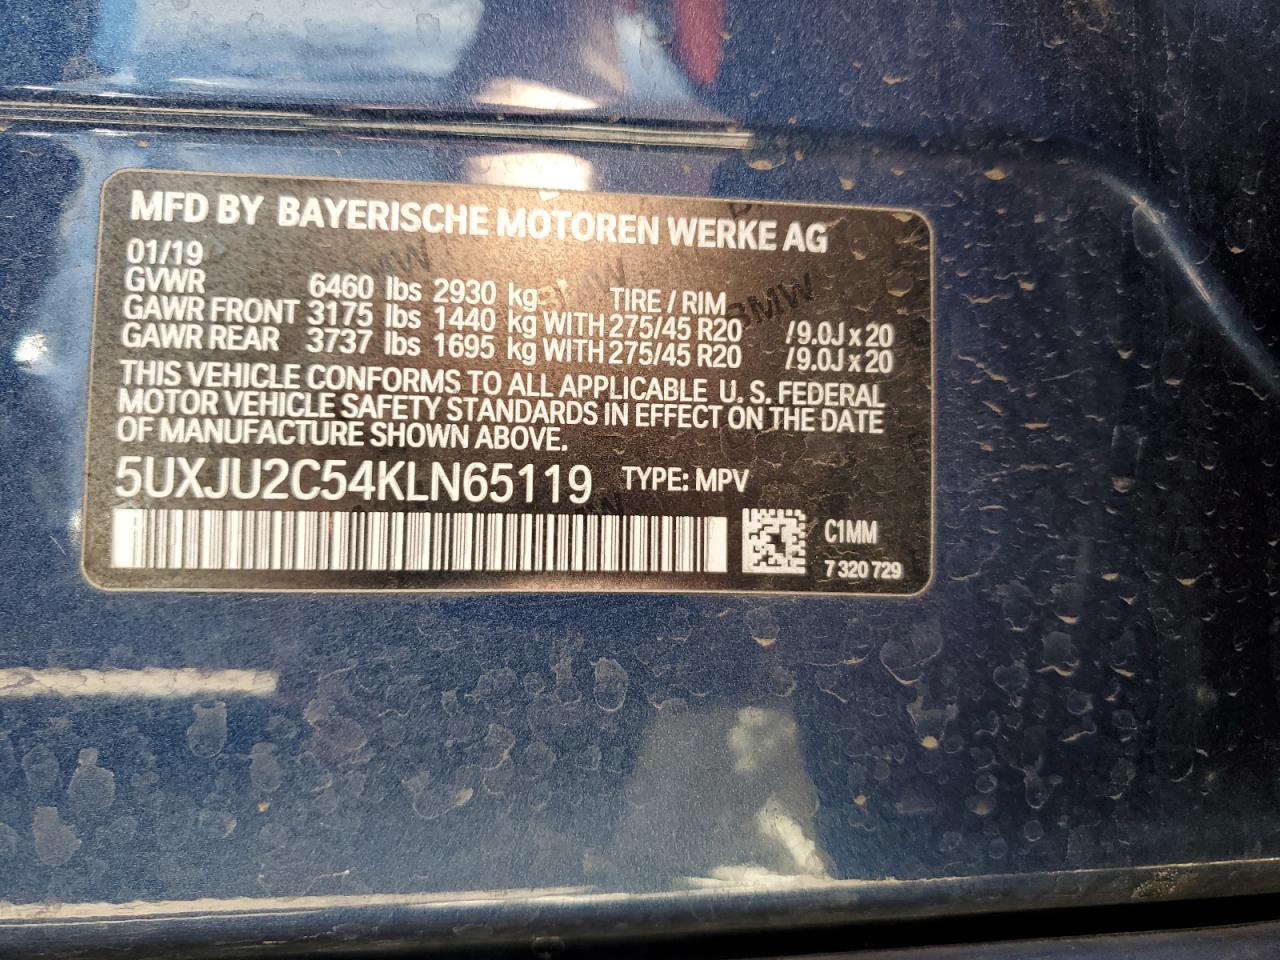 MFD BY BAYERISCHE MOTOREN WERKE AG
01/19
GVWR 6460 lbs 2930 kg TIRE / RIM
GAWR FRONT 3175 lbs 1440 kg WITH 275/45 R20 /9.0J x 20
GAWR REAR 3737 lbs 1695 kg WITH 275/45 R20 /9.0J x 20
THIS VEHICLE CONFORMS TO ALL APPLICABLE U. S. FEDERAL
MOTOR VEHICLE SAFETY STANDARDS IN EFFECT ON THE DATE
OF MANUFACTURE SHOWN ABOVE.
5UXJU2C54KLN65119 TYPE: MPV
C1MM
7 320 729
BMW
BMW
BMW